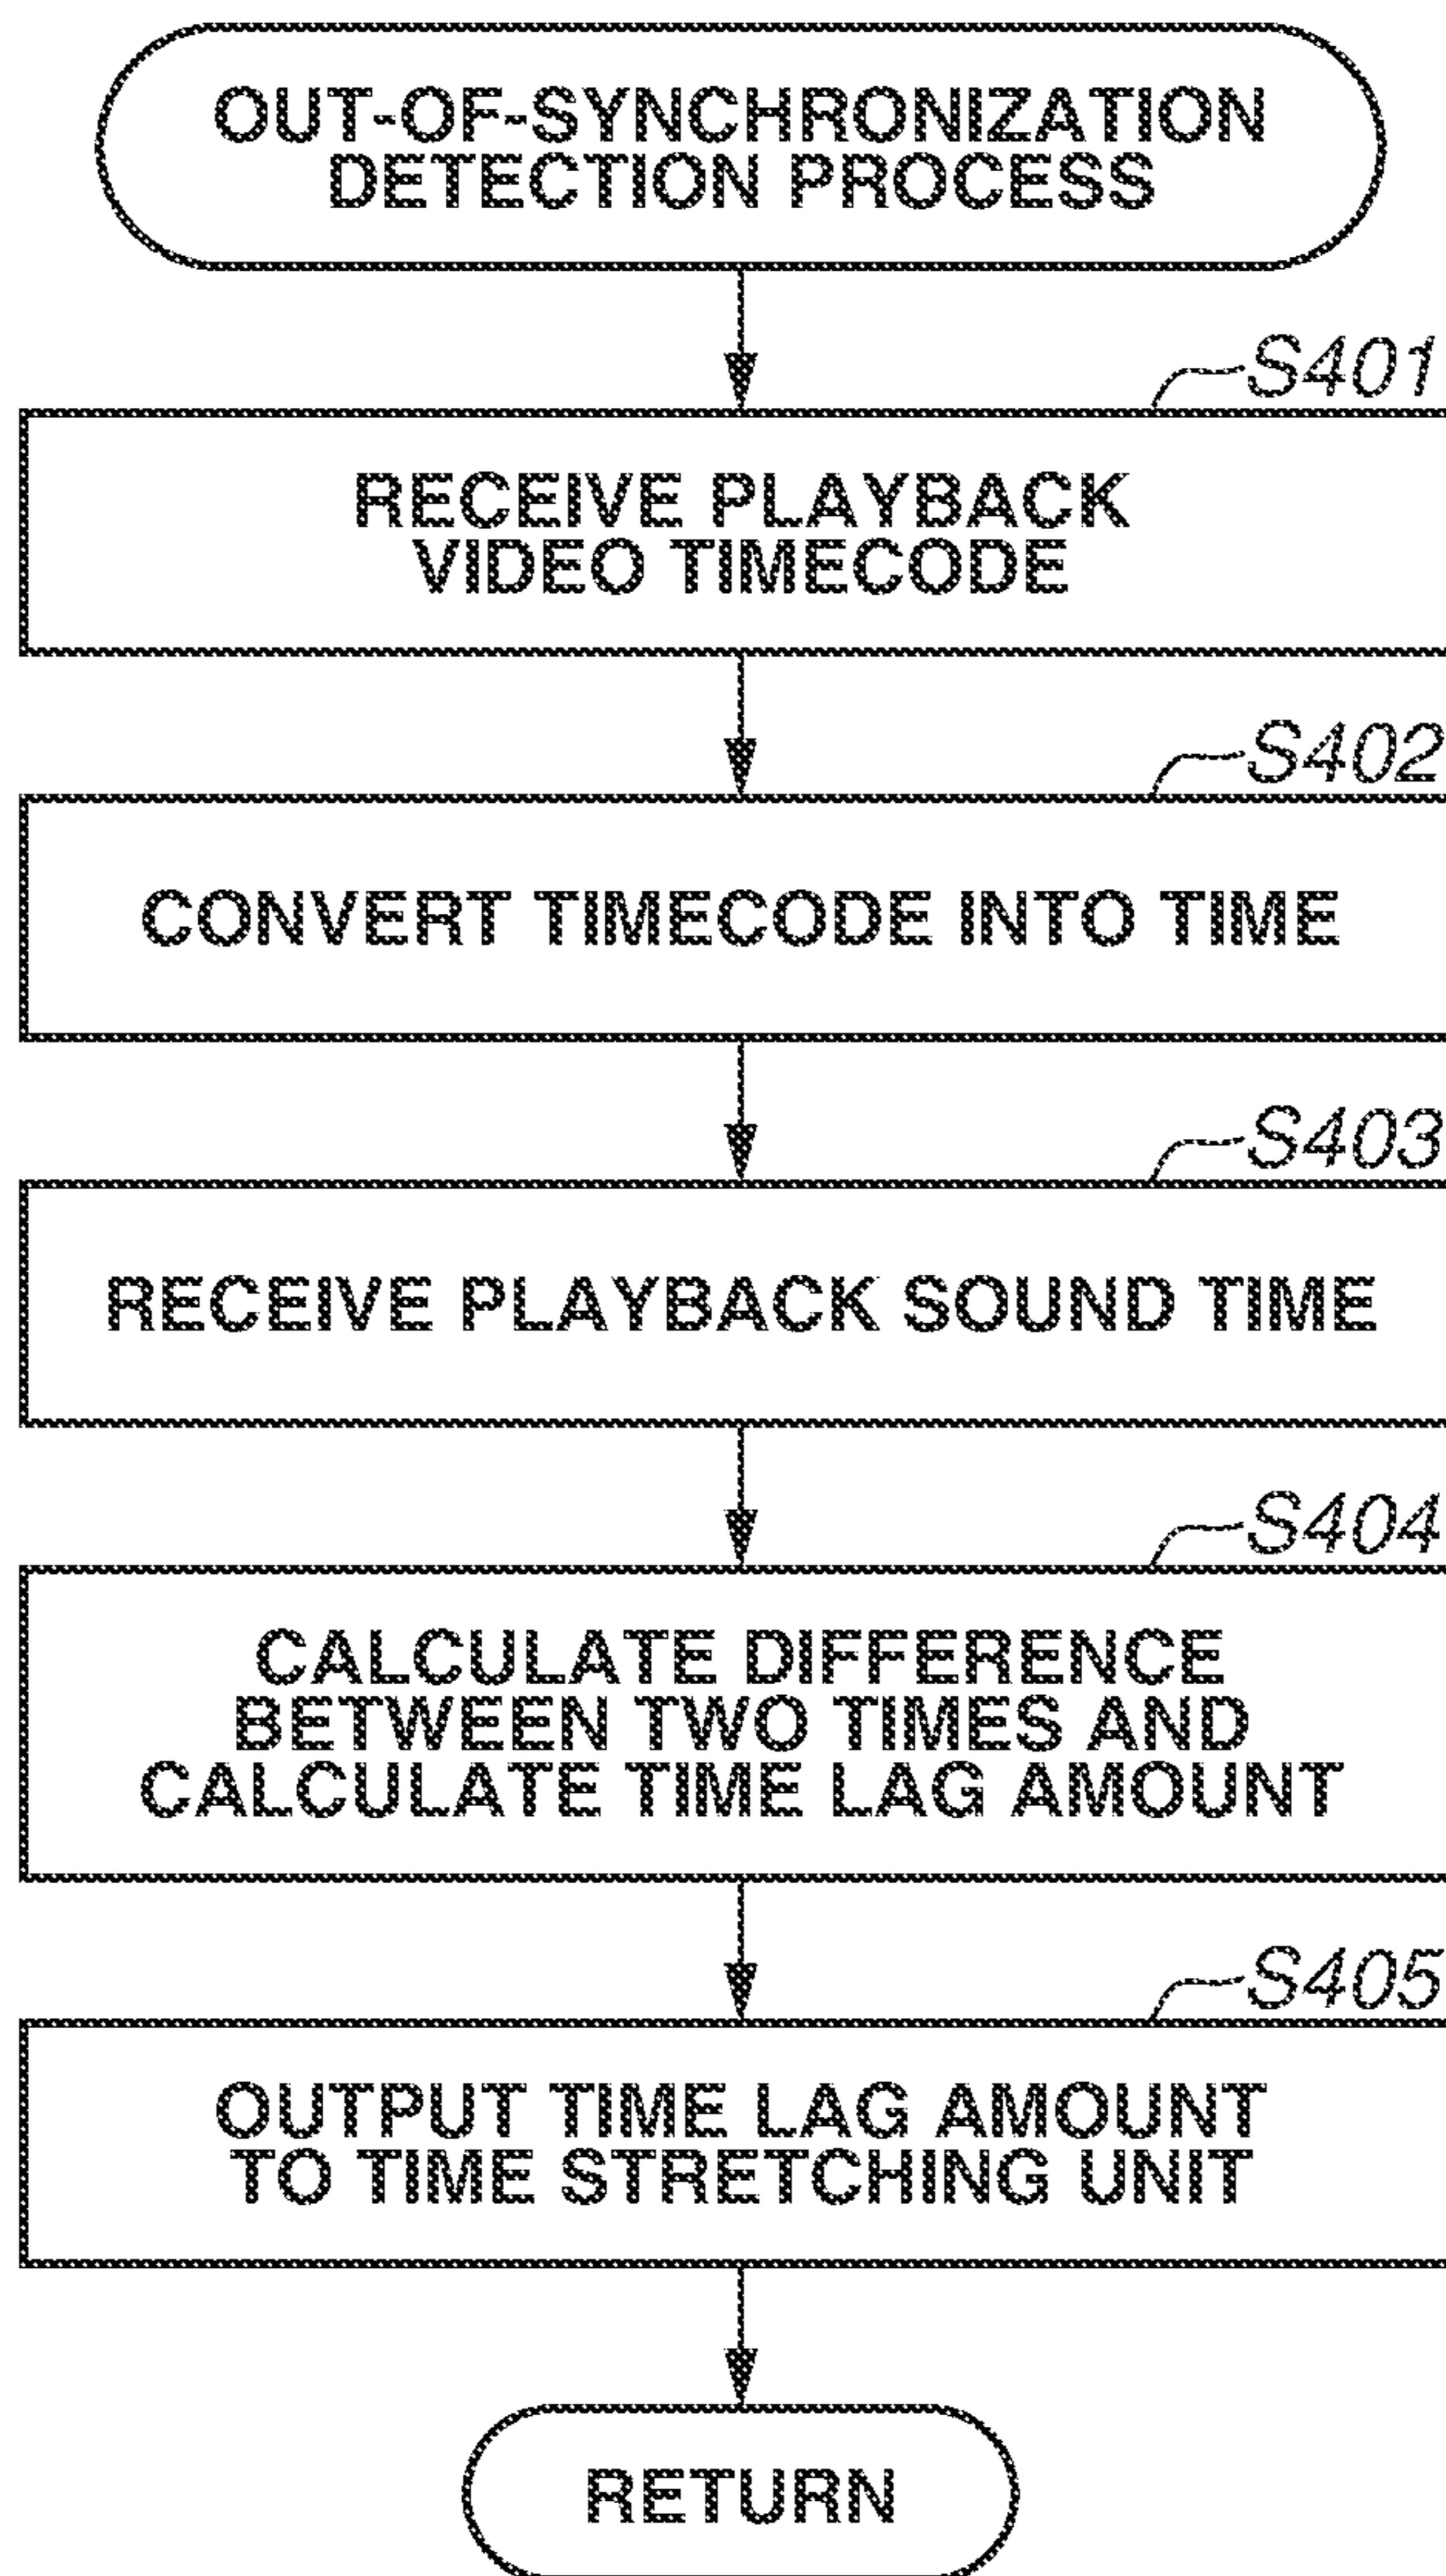 OUT-OF-SYNCHRONIZATION
DETECTION PROCESS
S401
RECEIVE PLAYBACK
VIDEO TIMECODE
S402
CONVERT TIMECODE INTO TIME
S403
RECEIVE PLAYBACK SOUND TIME
S404
CALCULATE DIFFERENCE
BETWEEN TWO TIMES AND
CALCULATE TIME LAG AMOUNT
S405
OUTPUT TIME LAG AMOUNT
TO TIME STRETCHING UNIT
RETURN